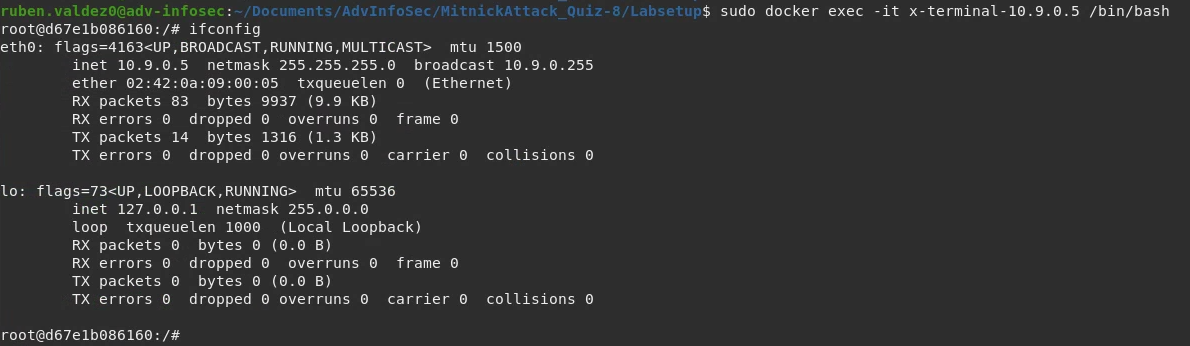 ruben.valdez0@adv-infosec:~/Documents/AdvInfoSec/MitnickAttack_Quiz-8/Labsetup$ sudo docker exec -it x-terminal-10.9.0.5 /bin/bash
root@d67e1b086160:/# ifconfig
eth0: flags=4163<UP,BROADCAST,RUNNING,MULTICAST>  mtu 1500
        inet 10.9.0.5  netmask 255.255.255.0  broadcast 10.9.0.255
        ether 02:42:0a:09:00:05  txqueuelen 0  (Ethernet)
        RX packets 83  bytes 9937 (9.9 KB)
        RX errors 0  dropped 0  overruns 0  frame 0
        TX packets 14  bytes 1316 (1.3 KB)
        TX errors 0  dropped 0 overruns 0  carrier 0  collisions 0

lo: flags=73<UP,LOOPBACK,RUNNING>  mtu 65536
        inet 127.0.0.1  netmask 255.0.0.0
        loop  txqueuelen 1000  (Local Loopback)
        RX packets 0  bytes 0 (0.0 B)
        RX errors 0  dropped 0  overruns 0  frame 0
        TX packets 0  bytes 0 (0.0 B)
        TX errors 0  dropped 0 overruns 0  carrier 0  collisions 0

root@d67e1b086160:/#